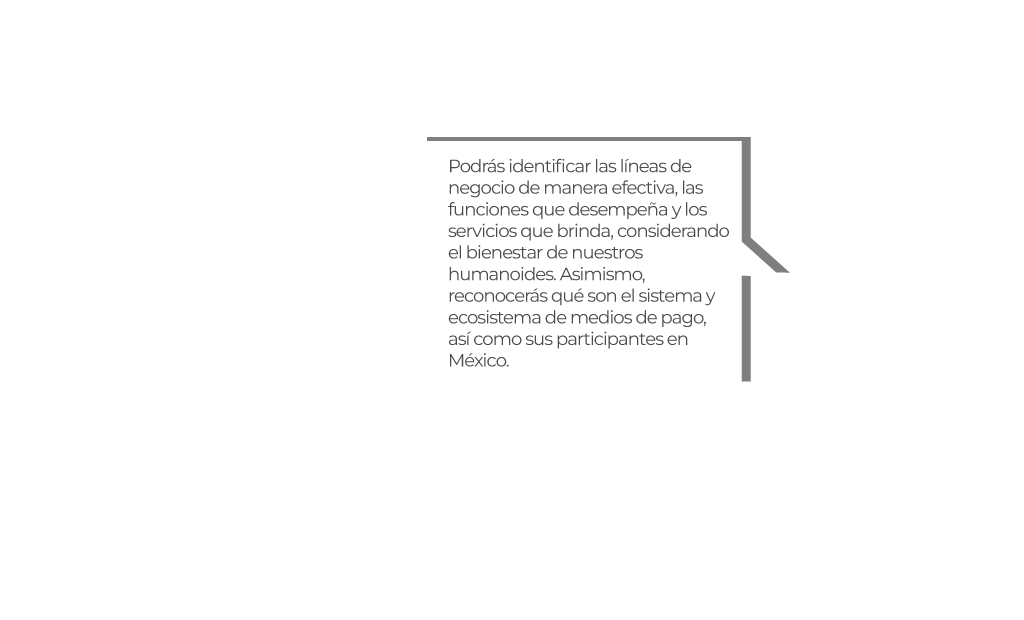 Podrás identificar las líneas de
negocio de manera efectiva, las
funciones que desempeña y los
servicios que brinda, considerando
el bienestar de nuestros
humanoides. Asimismo,
reconocerás qué son el sistema y
ecosistema de medios de pago,
así como sus participantes en
México.